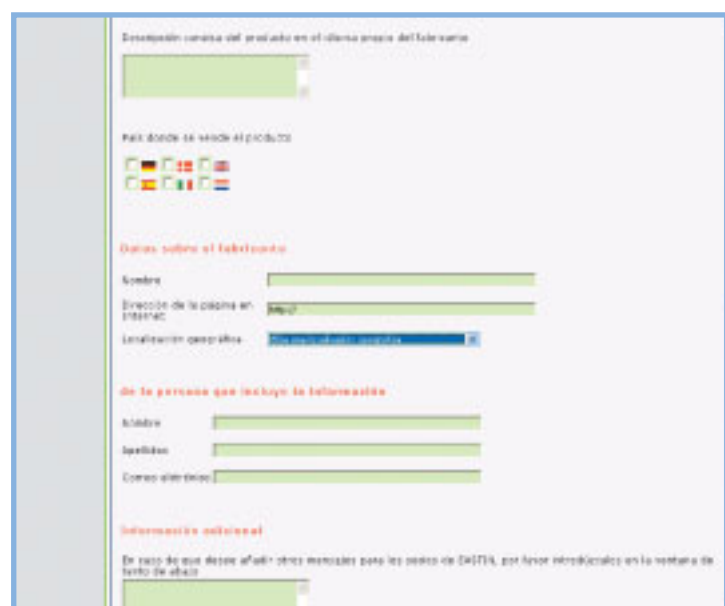 Descripción concisa del producto en el idioma propio del fabricante
País donde se vende el producto
Datos sobre el fabricante
Nombre
Dirección de la página en
Internet
http://
Localización geográfica
de la persona que incluye la información
Nombre
Apellidos
Correo eléctrónico
Información adicional
En caso de que desee añadir otros mensajes para los socios de EASTIN, por favor introdúzcalos en la ventana de
texto de abajo